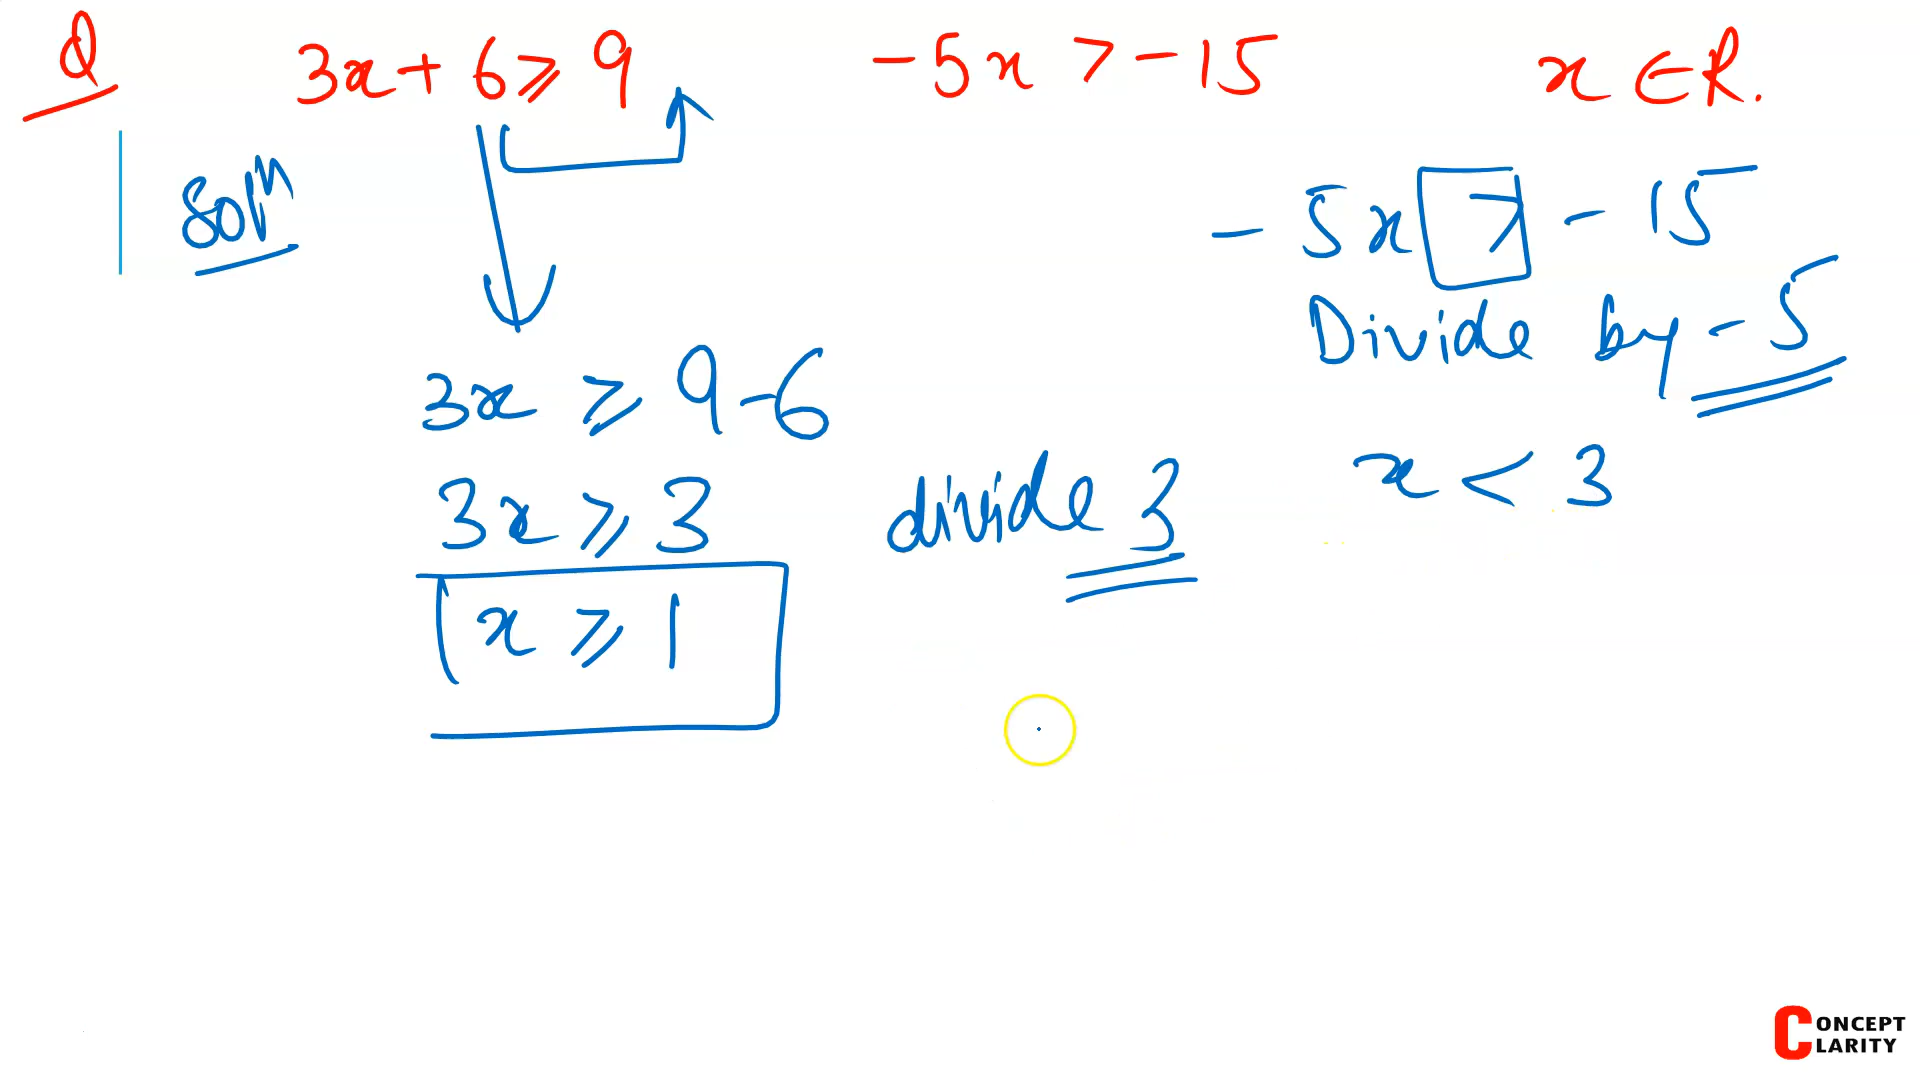 Q 3x + 6 ≥ 9 -5x > -15 x ∈ R.
Solⁿ
3x ≥ 9-6
3x ≥ 3 divide 3
x ≥ 1
-5x > -15
Divide by -5
x < 3
CONCEPT
CLARITY